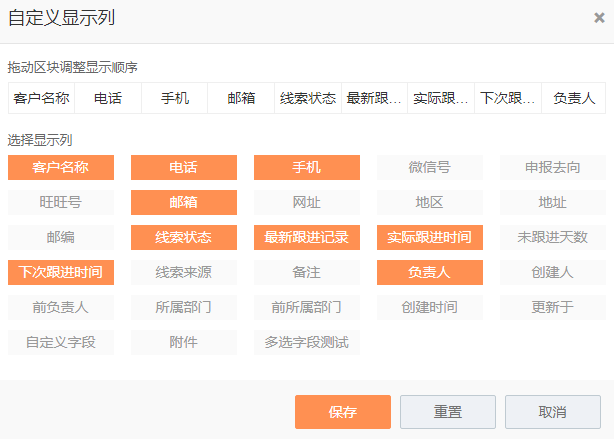 自定义显示列 ×
拖动区块调整显示顺序
客户名称 电话 手机 邮箱 线索状态 最新跟... 实际跟... 下次跟... 负责人
选择显示列
客户名称 电话 手机 微信号 申报去向
旺旺号 邮箱 网址 地区 地址
邮编 线索状态 最新跟进记录 实际跟进时间 未跟进天数
下次跟进时间 线索来源 备注 负责人 创建人
前负责人 所属部门 前所属部门 创建时间 更新于
自定义字段 附件 多选字段测试
保存 重置 取消